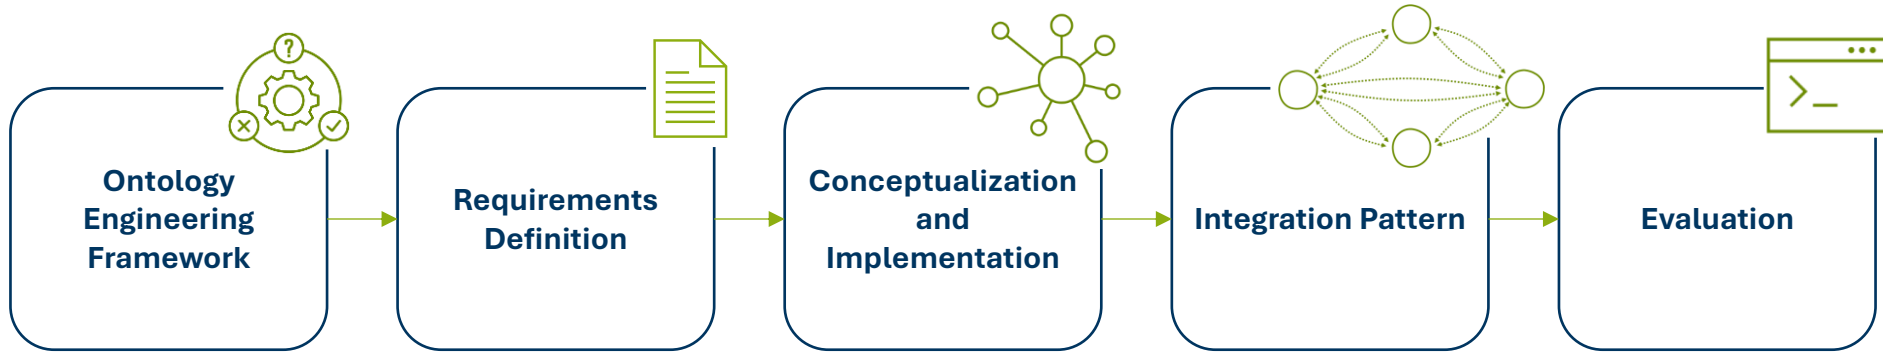 Ontology
Engineering
Framework
Requirements
Definition
Conceptualization
and
Implementation
Integration Pattern
Evaluation
?
>_